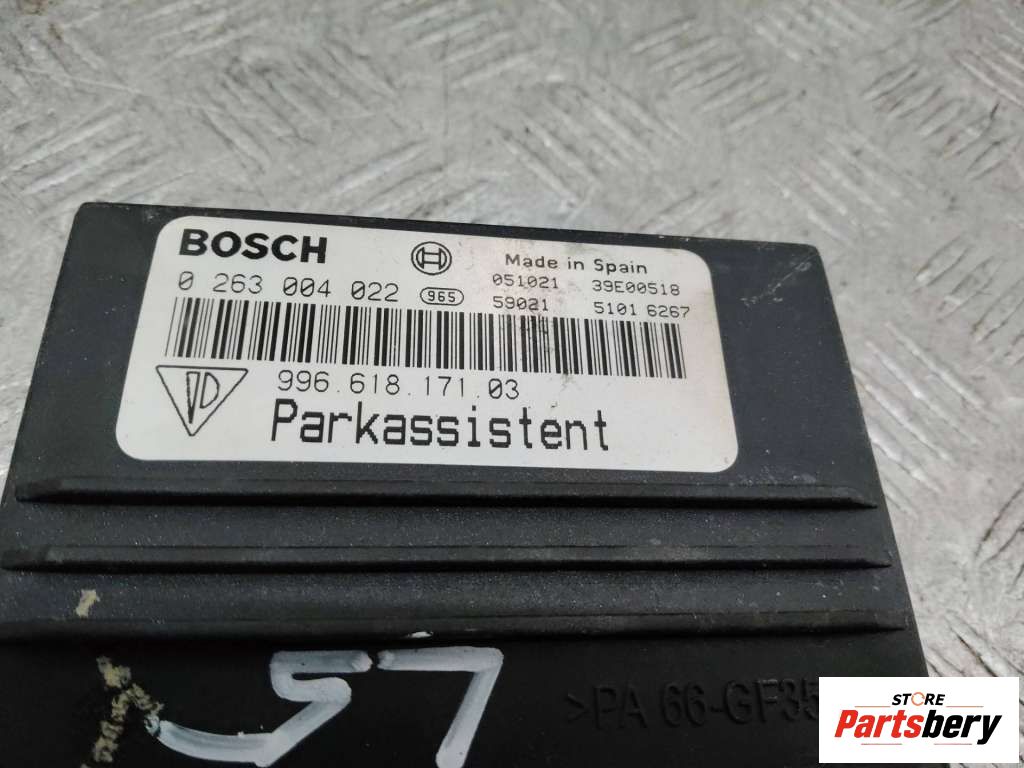 BOSCH
Made in Spain
0 263 004 022 965 051021 39E00518
59021 5101 6267
996.618.171.03
Parkassistent
57
>PA 66-GF35
STORE
Partsbery